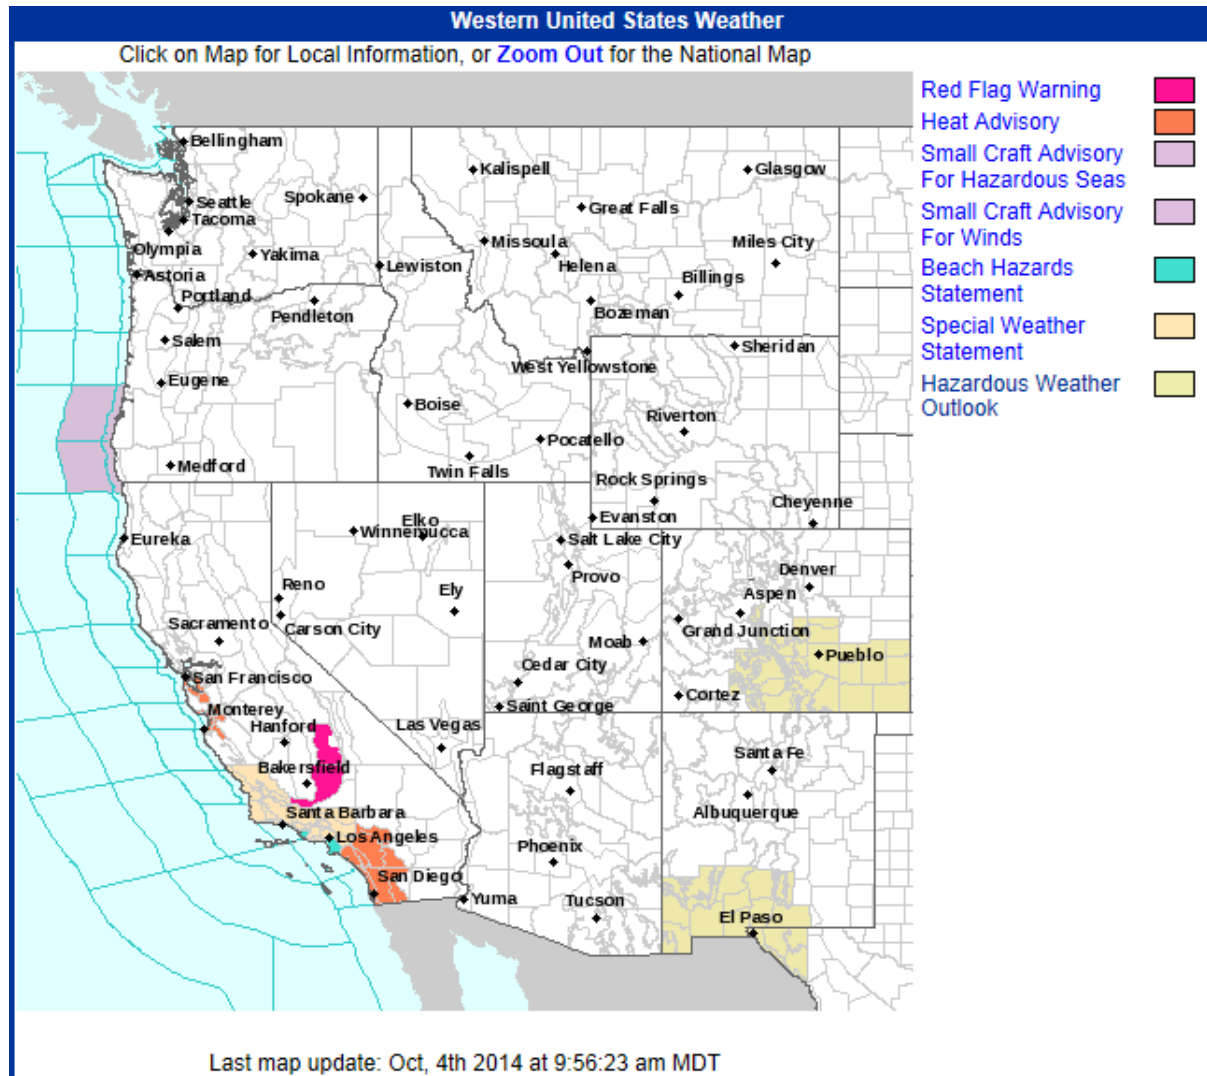 Western United States Weather
Click on Map for Local Information, or Zoom Out for the National Map
Red Flag Warning
Heat Advisory
Small Craft Advisory
For Hazardous Seas
Small Craft Advisory
For Winds
Beach Hazards
Statement
Special Weather
Statement
Hazardous Weather
Outlook
Bellingham
Kalispell
Glasgow
Seattle
Spokane
Great Falls
Tacoma
Olympia
Yakima
Missoula
Miles City
Astoria
Lewiston
Helena
Billings
Portland
Pendleton
Bozeman
Salem
Sheridan
West Yellowstone
Eugene
Boise
Riverton
Pocatello
Medford
Twin Falls
Rock Springs
Cheyenne
Elko
Evanston
Winnemucca
Eureka
Salt Lake City
Provo
Denver
Reno
Ely
Aspen
Sacramento
Carson City
Grand Junction
Moab
Pueblo
Cedar City
San Francisco
Cortez
Saint George
Monterey
Hanford
Las Vegas
Santa Fe
Bakersfield
Flagstaff
Albuquerque
Santa Barbara
Los Angeles
Phoenix
San Diego
Yuma
Tucson
El Paso
Last map update: Oct, 4th 2014 at 9:56:23 am MDT